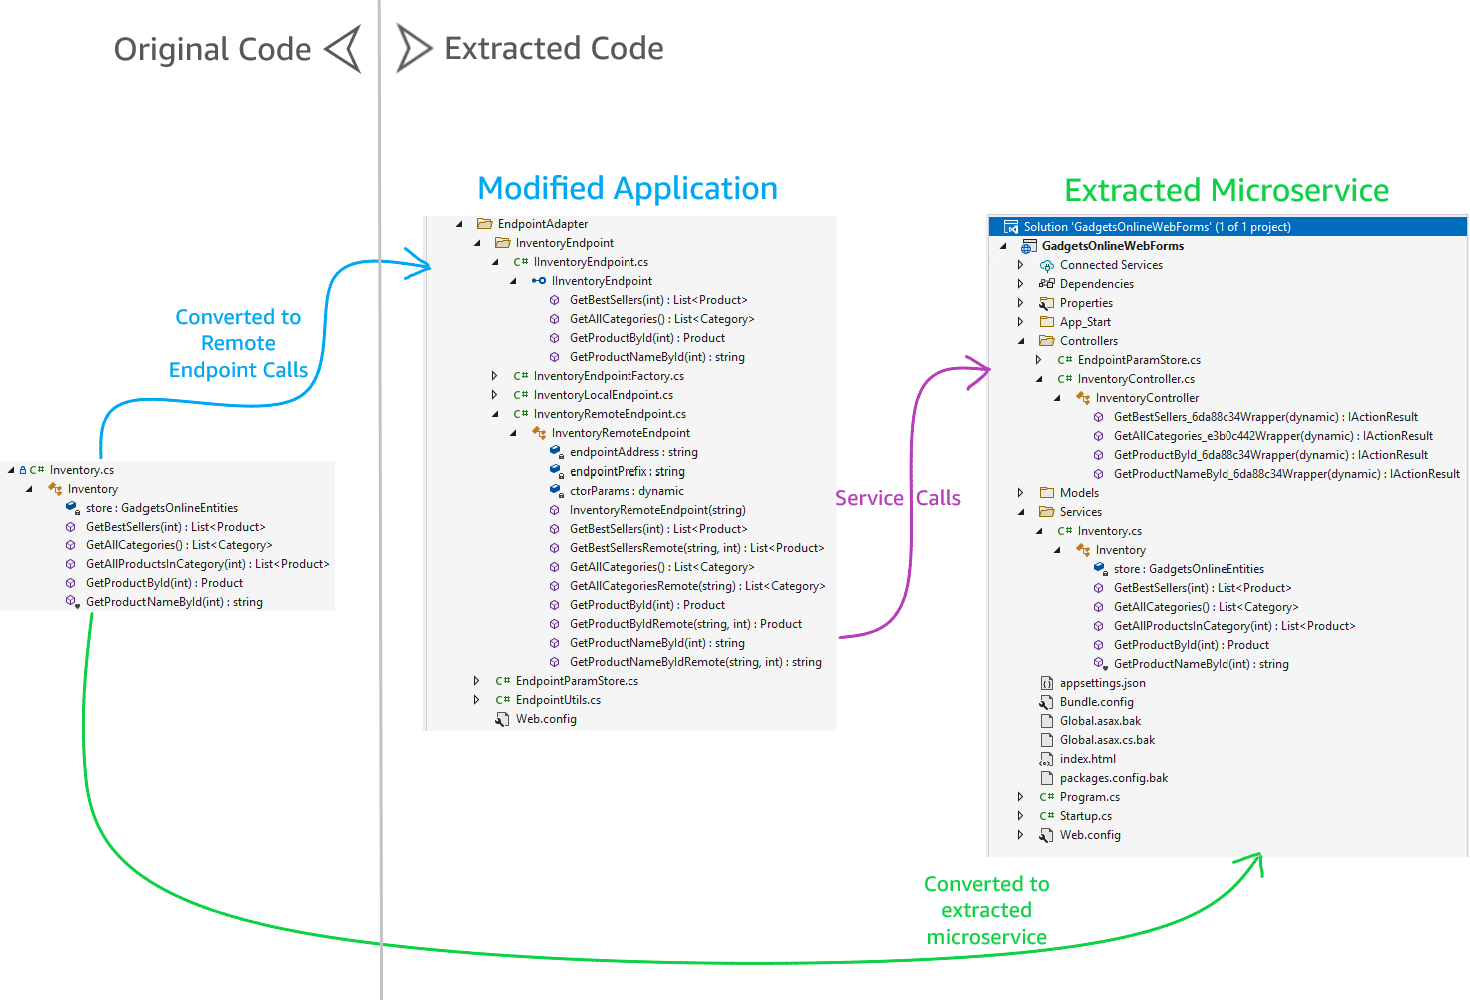 Original Code
Extracted Code
Modified Application
Extracted Microservice
Converted to
Remote
Endpoint Calls
C# Inventory.cs
Inventory
store : GadgetsOnlineEntities
GetBestSellers(int) : List<Product>
GetAllCategories() : List<Category>
GetAllProductsInCategory(int) : List<Product>
GetProductById(int) : Product
GetProductNameById(int) : string
EndpointAdapter
InventoryEndpoint
C# IInventoryEndpoint.cs
IInventoryEndpoint
GetBestSellers(int) : List<Product>
GetAllCategories() : List<Category>
GetProductById(int) : Product
GetProductNameById(int) : string
C# InventoryEndpointFactory.cs
C# InventoryLocalEndpoint.cs
C# InventoryRemoteEndpoint.cs
InventoryRemoteEndpoint
endpointAddress : string
endpointPrefix : string
ctorParams : dynamic
InventoryRemoteEndpoint(string)
GetBestSellers(int) : List<Product>
GetBestSellersRemote(string, int) : List<Product>
GetAllCategories() : List<Category>
GetAllCategoriesRemote(string) : List<Category>
GetProductById(int) : Product
GetProductByIdRemote(string, int) : Product
GetProductNameById(int) : string
GetProductNameByIdRemote(string, int) : string
C# EndpointParamStore.cs
C# EndpointUtils.cs
Web.config
Service Calls
Solution 'GadgetsOnlineWebForms' (1 of 1 project)
GadgetsOnlineWebForms
Connected Services
Dependencies
Properties
App_Start
Controllers
C# EndpointParamStore.cs
C# InventoryController.cs
InventoryController
GetBestSellers_6da88c34Wrapper(dynamic) : IActionResult
GetAllCategories_e3b0c442Wrapper(dynamic) : IActionResult
GetProductById_6da88c34Wrapper(dynamic) : IActionResult
GetProductNameById_6da88c34Wrapper(dynamic) : IActionResult
Models
Services
C# Inventory.cs
Inventory
store : GadgetsOnlineEntities
GetBestSellers(int) : List<Product>
GetAllCategories() : List<Category>
GetAllProductsInCategory(int) : List<Product>
GetProductById(int) : Product
GetProductNameById(int) : string
appsettings.json
Bundle.config
Global.asax.bak
Global.asax.cs.bak
index.html
packages.config.bak
C# Program.cs
C# Startup.cs
Web.config
Converted to
extracted
microservice